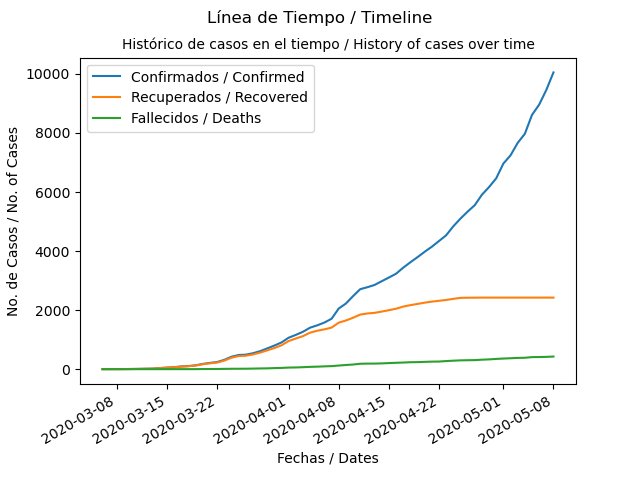 Línea de Tiempo / Timeline
Histórico de casos en el tiempo / History of cases over time
Confirmados / Confirmed
Recuperados / Recovered
Fallecidos / Deaths
No. de Casos / No. of Cases
10000
8000
6000
4000
2000
0
2020-03-08
2020-03-15
2020-03-22
2020-04-01
2020-04-08
2020-04-15
2020-04-22
2020-05-01
2020-05-08
Fechas / Dates